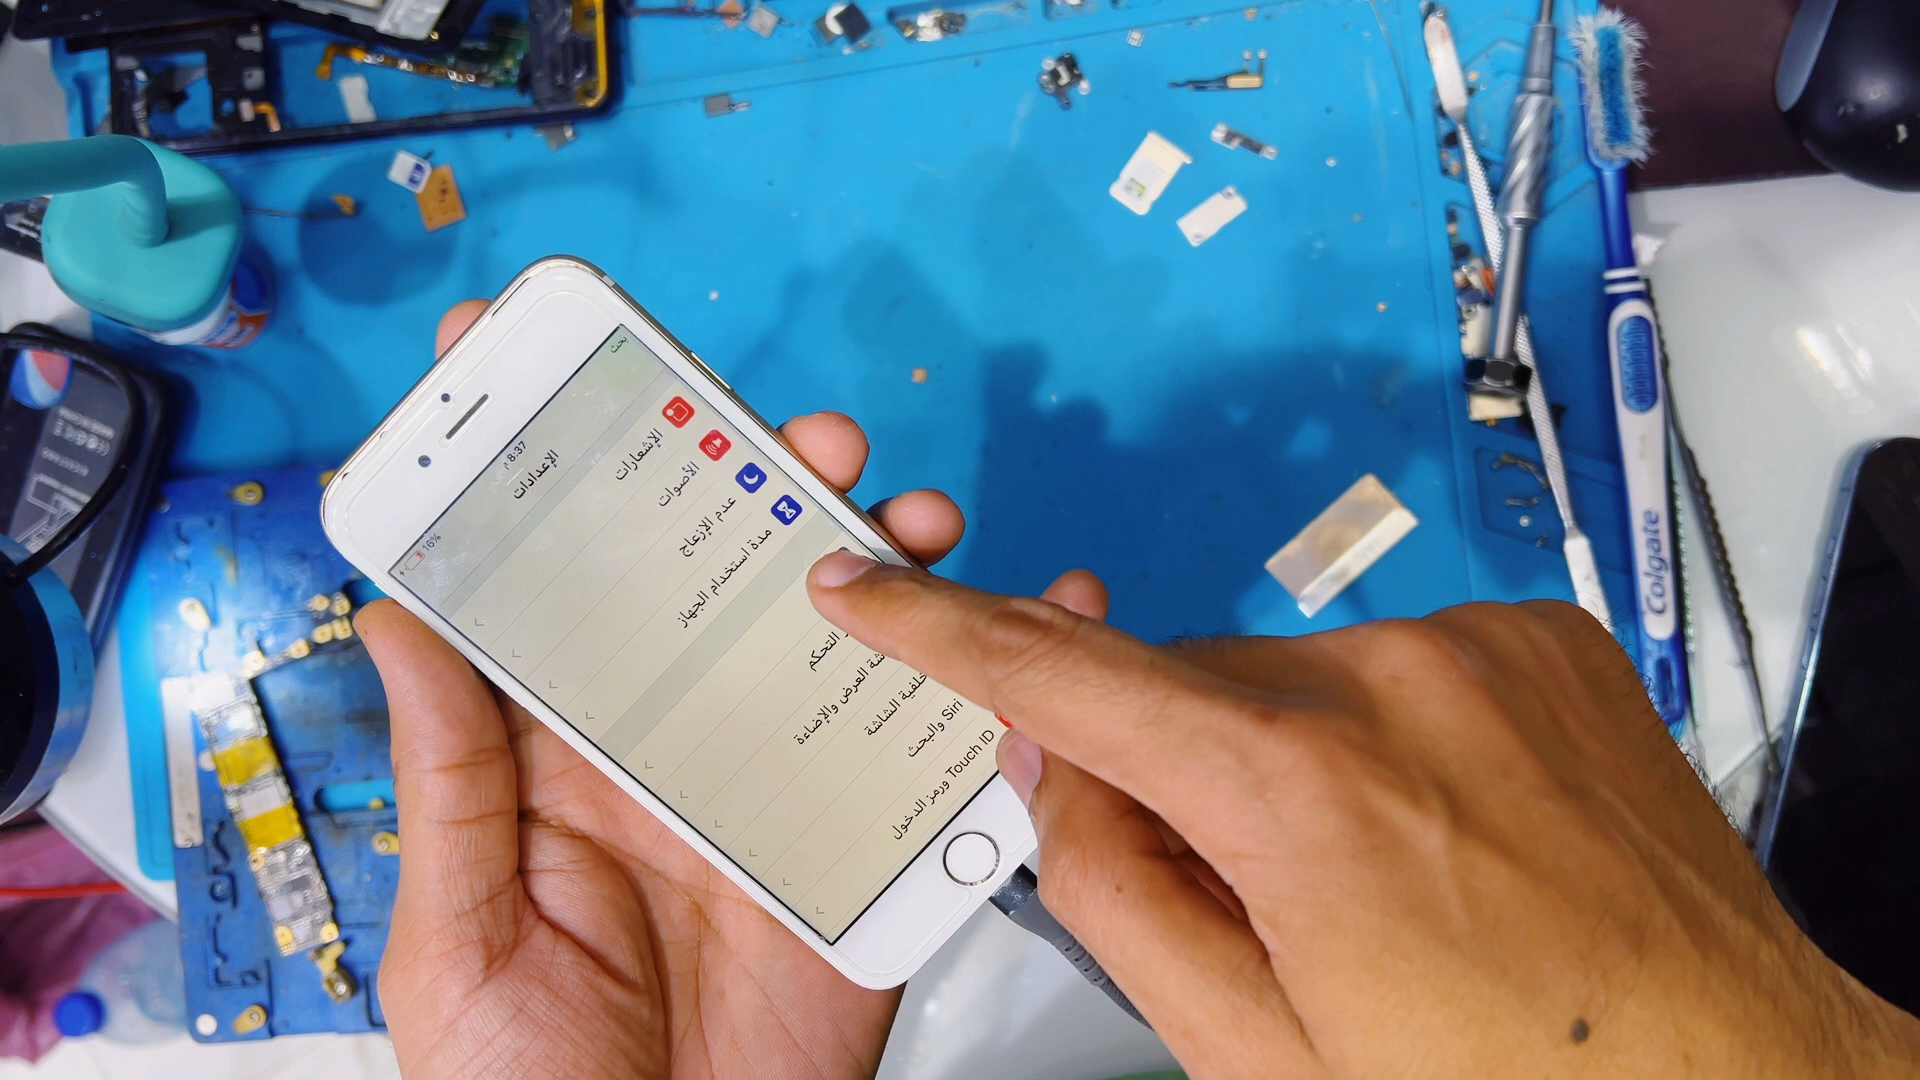 8:37 م
16%
الإعدادات
بحث
الإشعارات
الأصوات
عدم الإزعاج
مدة استخدام الجهاز
التحكم
العرض والإضاءة
خلفية الشاشة
Siri والبحث
Touch ID ورمز الدخول
Colgate